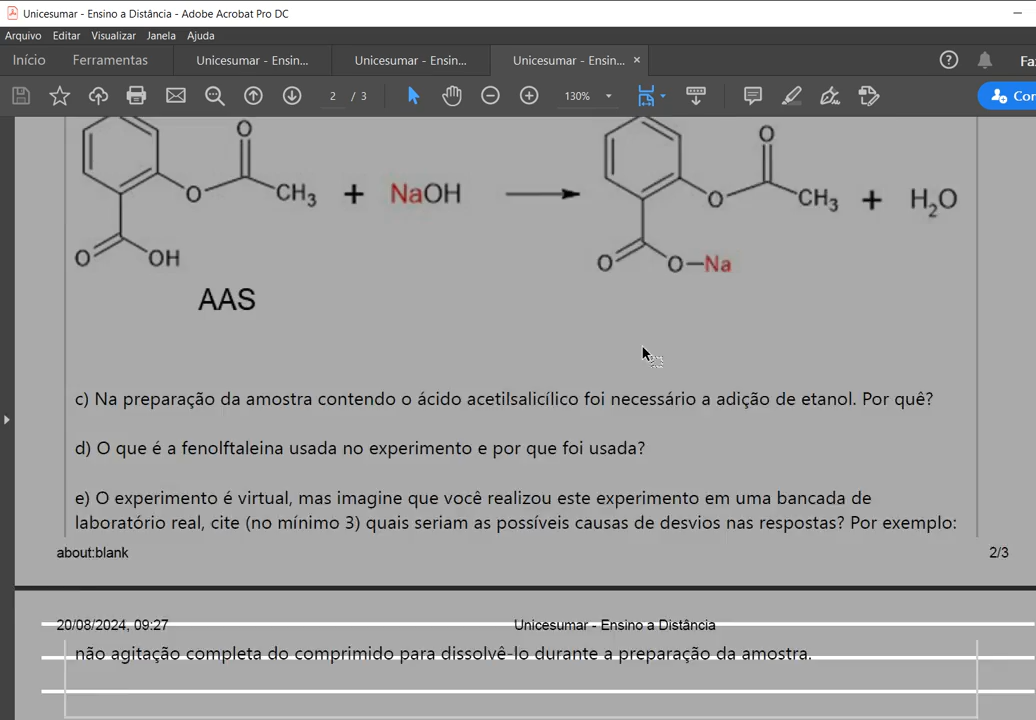 Unicesumar - Ensino a Distância - Adobe Acrobat Pro DC
Arquivo Editar Visualizar Janela Ajuda
Início Ferramentas Unicesumar - Ensin... Unicesumar - Ensin... Unicesumar - Ensin... × ? Fa
2 / 3 130% Cor
O O
O CH₃ + NaOH O CH₃ + H₂O
O OH O O–Na
AAS
c) Na preparação da amostra contendo o ácido acetilsalicílico foi necessário a adição de etanol. Por quê?
d) O que é a fenolftaleina usada no experimento e por que foi usada?
e) O experimento é virtual, mas imagine que você realizou este experimento em uma bancada de
laboratório real, cite (no mínimo 3) quais seriam as possíveis causas de desvios nas respostas? Por exemplo:
about:blank 2/3
20/08/2024, 09:27 Unicesumar - Ensino a Distância
não agitação completa do comprimido para dissolvê-lo durante a preparação da amostra.